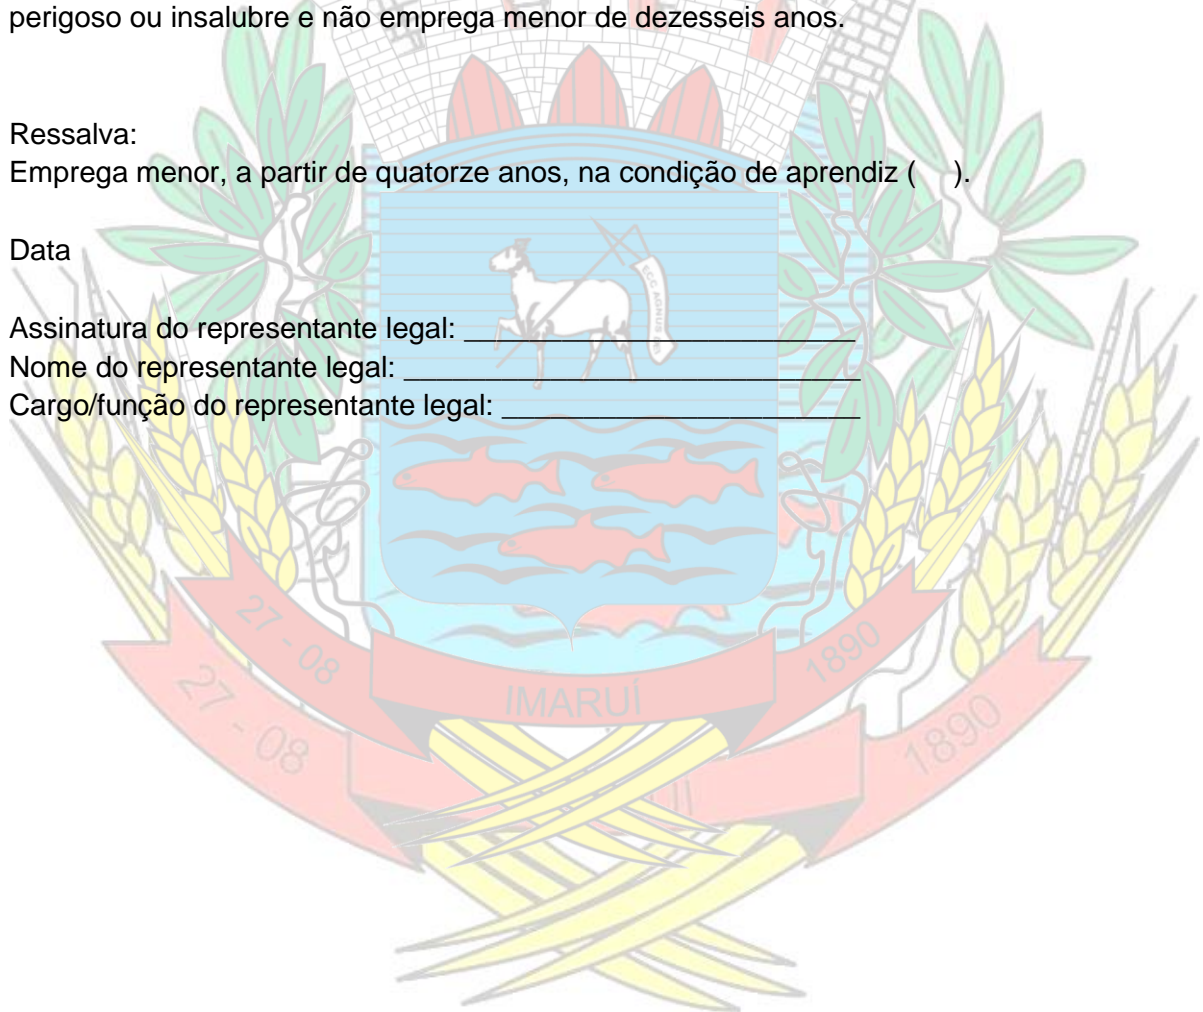 perigoso ou insalubre e não emprega menor de dezesseis anos.
Ressalva:
Emprega menor, a partir de quatorze anos, na condição de aprendiz ( ).
Data
Assinatura do representante legal: ________________________
Nome do representante legal: ____________________________
Cargo/função do representante legal: ______________________
ECC AGNUS
27 - 08
IMARUÍ
1890
27 - 08
1890